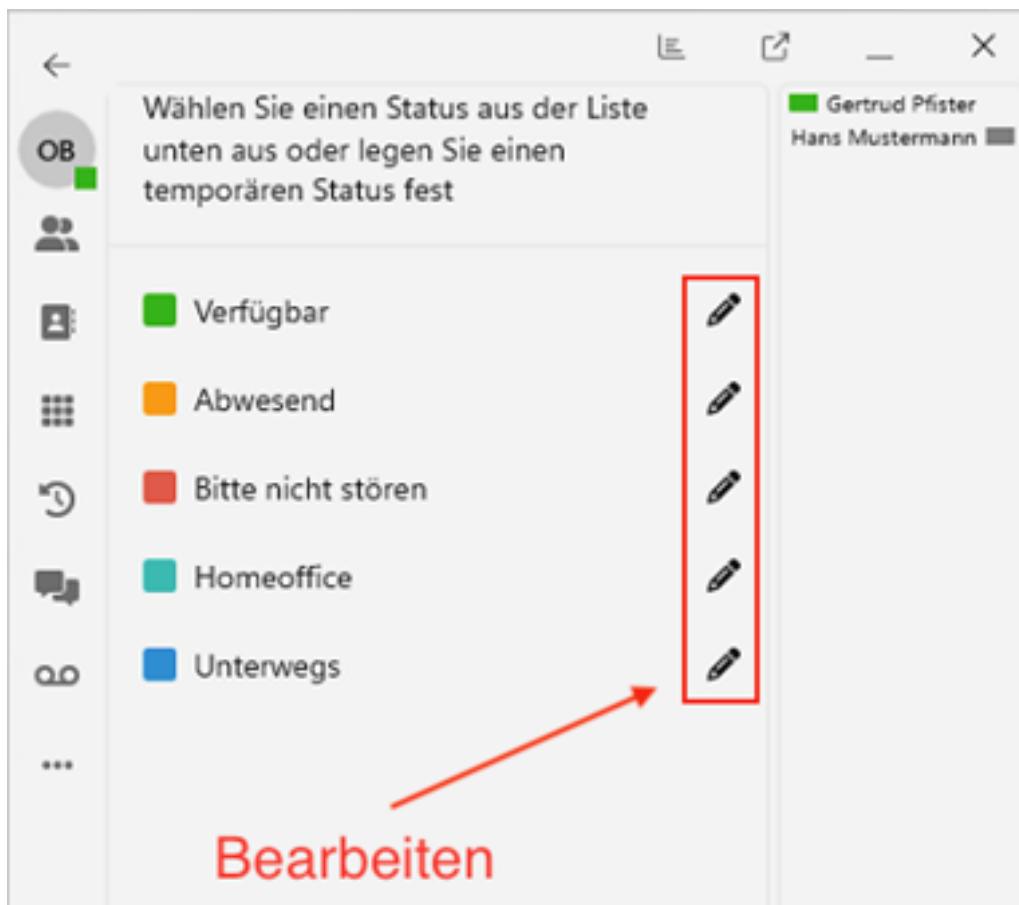 Wählen Sie einen Status aus der Liste
unten aus oder legen Sie einen
temporären Status fest
Gertrud Pfister
Hans Mustermann
OB
Verfügbar
Abwesend
Bitte nicht stören
Homeoffice
Unterwegs
Bearbeiten